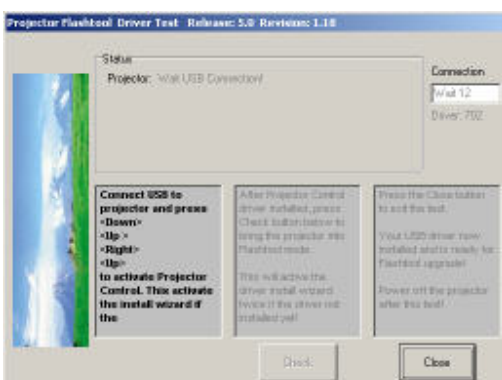 Projector Flashtool Driver Test Release: 5.0 Revision: 1.18
Status
Projector: Wait USB Connection!
Connection
Wait 12
Driver: 702
Connect USB to
projector and press
<Down>
<Up>
<Right>
<Up>
to activate Projector
Control. This activate
the install wizard if
the
After Projector Control
driver installed, press
Check button below to
bring the projector into
Flashtool mode.
This will active the
driver install wizard
twice if the driver not
installed yet!
Press the Close button
to exit this test.
Your USB driver now
installed and is ready for
Flashtool upgrade!
Power off the projector
after this test!
Check
Close